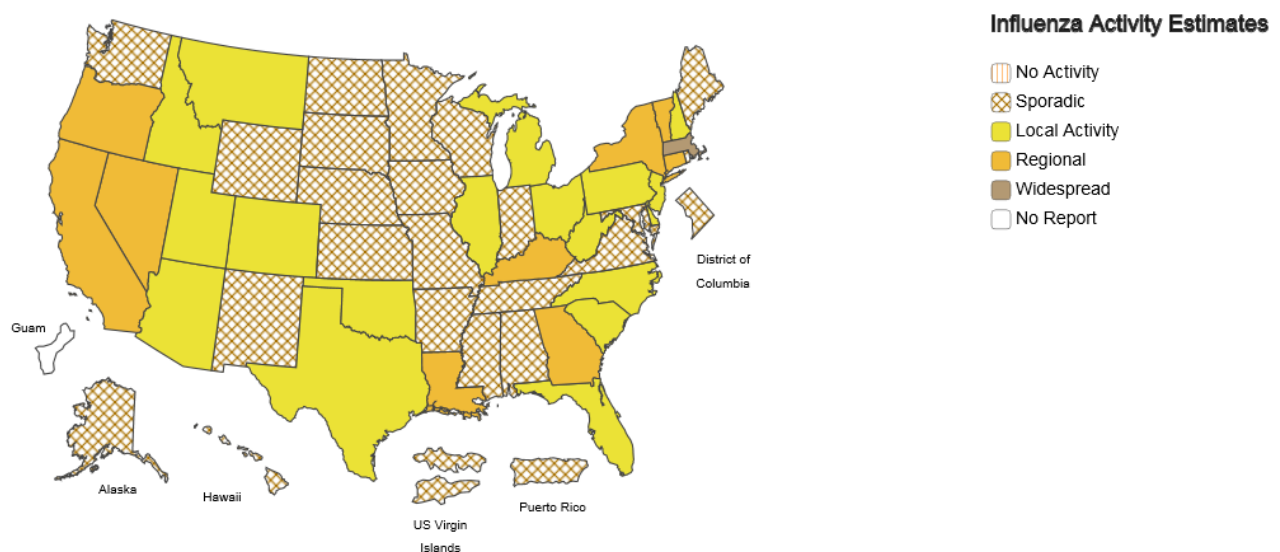 Influenza Activity Estimates
No Activity
Sporadic
Local Activity
Regional
Widespread
No Report
District of
Columbia
Guam
Alaska
Hawaii
US Virgin
Islands
Puerto Rico